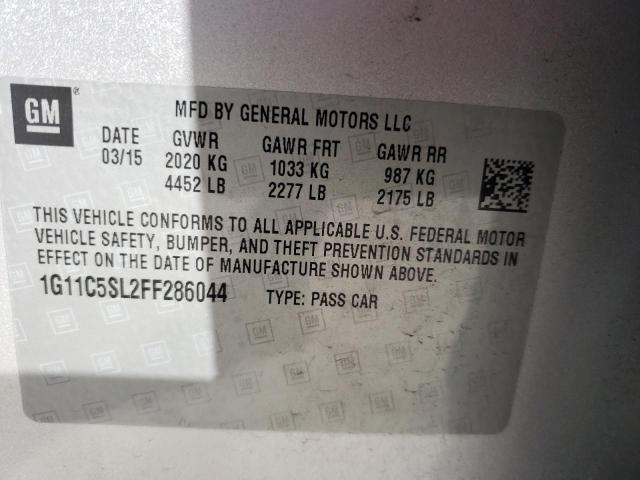 GM ®
MFD BY GENERAL MOTORS LLC
DATE GVWR GAWR FRT GAWR RR
03/15 2020 KG 1033 KG 987 KG
4452 LB 2277 LB 2175 LB
THIS VEHICLE CONFORMS TO ALL APPLICABLE U.S. FEDERAL MOTOR
VEHICLE SAFETY, BUMPER, AND THEFT PREVENTION STANDARDS IN
EFFECT ON THE DATE OF MANUFACTURE SHOWN ABOVE.
1G11C5SL2FF286044 TYPE: PASS CAR